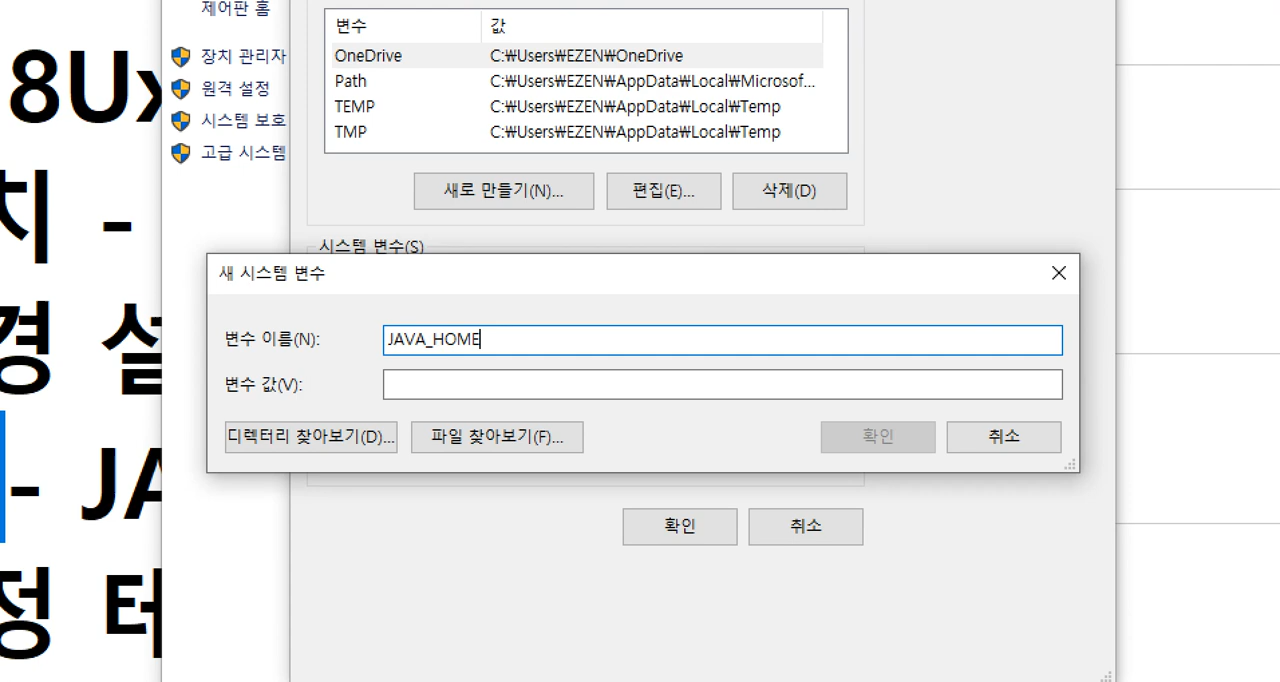 제어판 홈
장치 관리자
원격 설정
시스템 보호
고급 시스템
8U
치 -
경
- JA
정 터
변수 값
OneDrive C:₩Users₩EZEN₩OneDrive
Path C:₩Users₩EZEN₩AppData₩Local₩Microsof...
TEMP C:₩Users₩EZEN₩AppData₩Local₩Temp
TMP C:₩Users₩EZEN₩AppData₩Local₩Temp
새로 만들기(N)... 편집(E)... 삭제(D)
시스템 변수(S)
새 시스템 변수
변수 이름(N): JAVA_HOME
변수 값(V):
디렉터리 찾아보기(D)... 파일 찾아보기(F)... 확인 취소
확인 취소